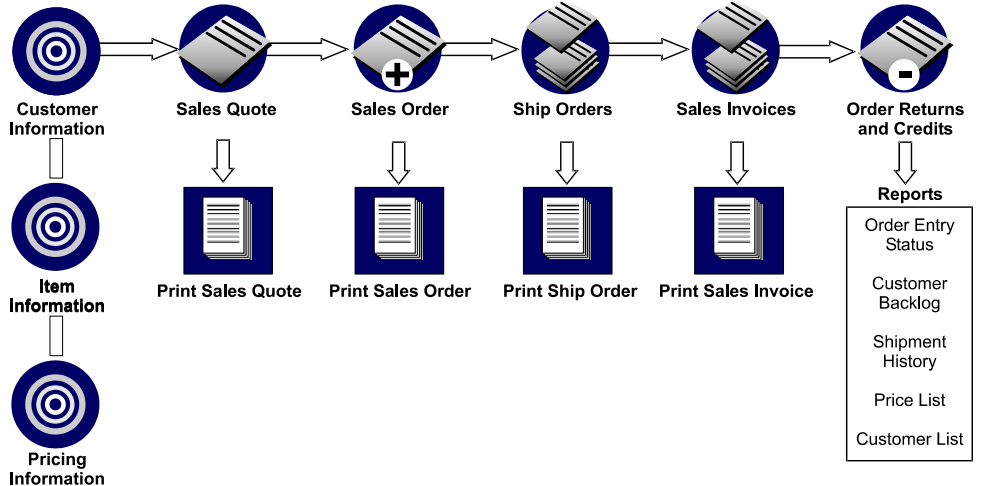 Customer
Information
Sales Quote
Sales Order
Ship Orders
Sales Invoices
Order Returns
and Credits
Item
Information
Print Sales Quote
Print Sales Order
Print Ship Order
Print Sales Invoice
Reports
Order Entry
Status
Customer
Backlog
Shipment
History
Price List
Customer List
Pricing
Information